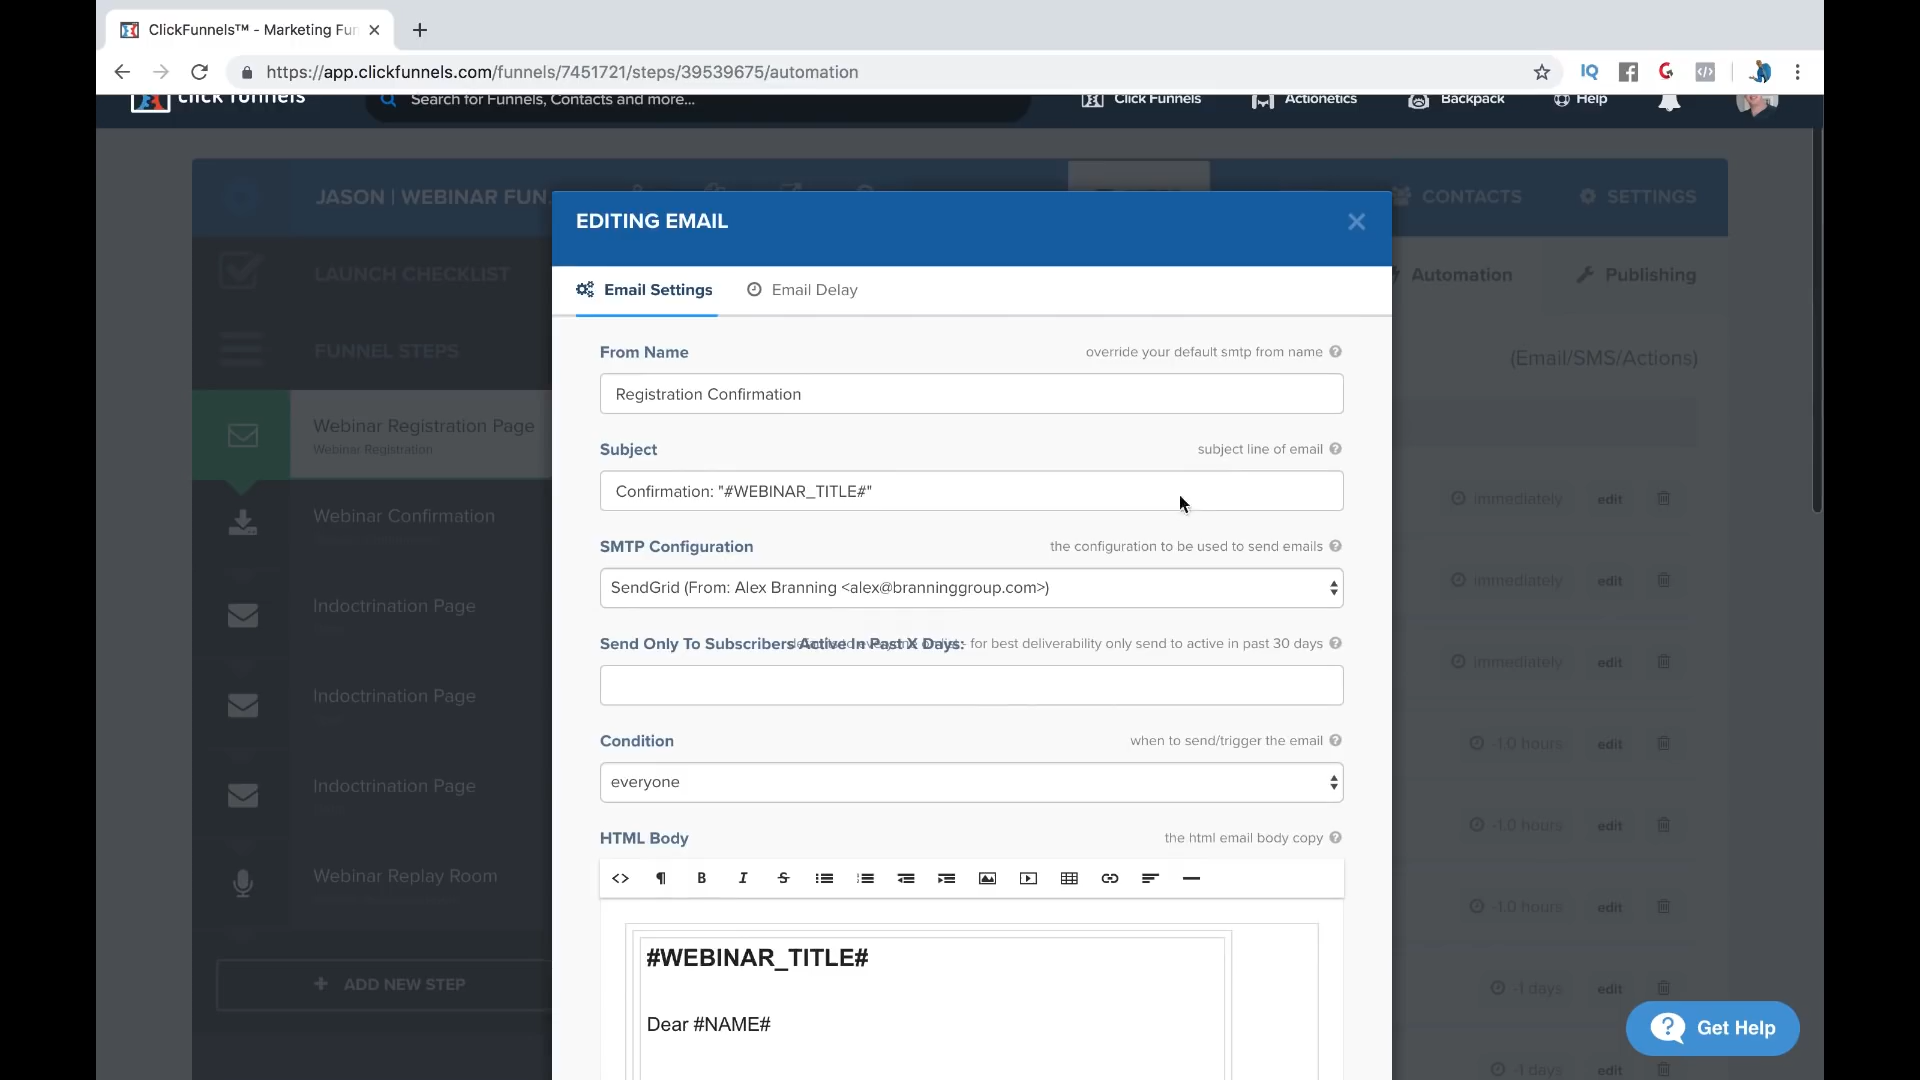 ClickFunnels™ - Marketing Fun
https://app.clickfunnels.com/funnels/7451721/steps/39539675/automation
click funnels
Search for Funnels, Contacts and more...
Click Funnels
Actionetics
Backpack
Help
JASON | WEBINAR FUN...
CONTACTS
SETTINGS
EDITING EMAIL
LAUNCH CHECKLIST
Automation
Publishing
Email Settings
Email Delay
FUNNEL STEPS
(Email/SMS/Actions)
From Name
override your default smtp from name
Registration Confirmation
Webinar Registration Page
Webinar Registration
Subject
subject line of email
Confirmation: "#WEBINAR_TITLE#"
immediately edit
Webinar Confirmation
SMTP Configuration
the configuration to be used to send emails
SendGrid (From: Alex Branning <alex@branninggroup.com>)
immediately edit
Indoctrination Page
Send Only To Subscribers Active In Past X Days:
- for best deliverability only send to active in past 30 days
immediately edit
Indoctrination Page
Condition
when to send/trigger the email
everyone
-1.0 hours edit
Indoctrination Page
HTML Body
the html email body copy
-1.0 hours edit
Webinar Replay Room
-1.0 hours edit
#WEBINAR_TITLE#
Dear #NAME#
+ ADD NEW STEP
-1 days edit
Get Help
-1 days edit